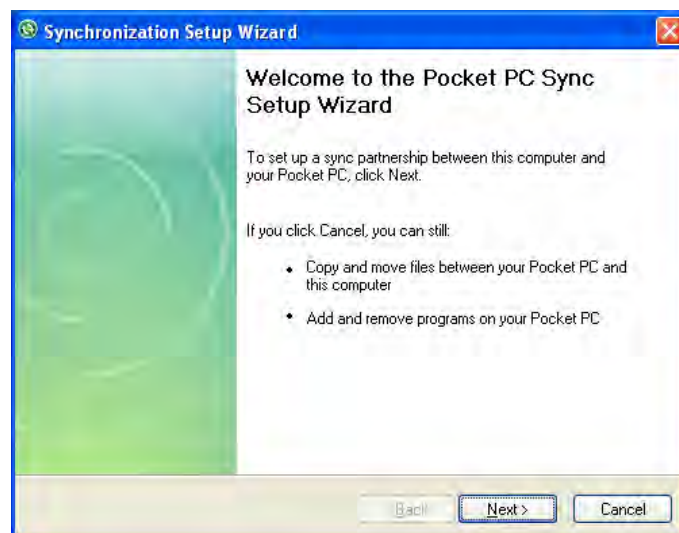 Synchronization Setup Wizard
Welcome to the Pocket PC Sync
Setup Wizard
To set up a sync partnership between this computer and
your Pocket PC, click Next.
If you click Cancel, you can still:
• Copy and move files between your Pocket PC and
this computer
• Add and remove programs on your Pocket PC
Back
Next >
Cancel